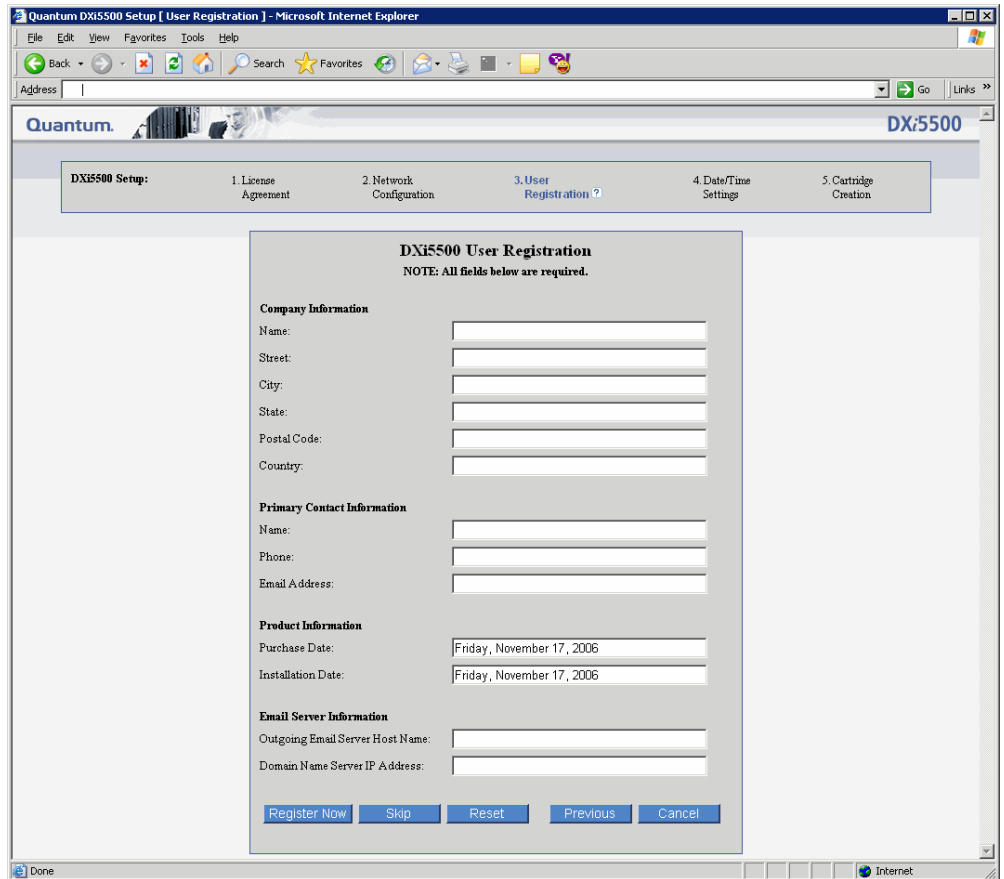 Quantum DXi5500 Setup [ User Registration ] - Microsoft Internet Explorer
File Edit View Favorites Tools Help
Back Search Favorites
Address Go Links »
Quantum. DXi5500
DXi5500 Setup: 1. License Agreement 2. Network Configuration 3. User Registration ? 4. Date/Time Settings 5. Cartridge Creation
DXi5500 User Registration
NOTE: All fields below are required.
Company Information
Name:
Street:
City:
State:
Postal Code:
Country:
Primary Contact Information
Name:
Phone:
Email Address:
Product Information
Purchase Date: Friday, November 17, 2006
Installation Date: Friday, November 17, 2006
Email Server Information
Outgoing Email Server Host Name:
Domain Name Server IP Address:
Register Now Skip Reset Previous Cancel
Done Internet